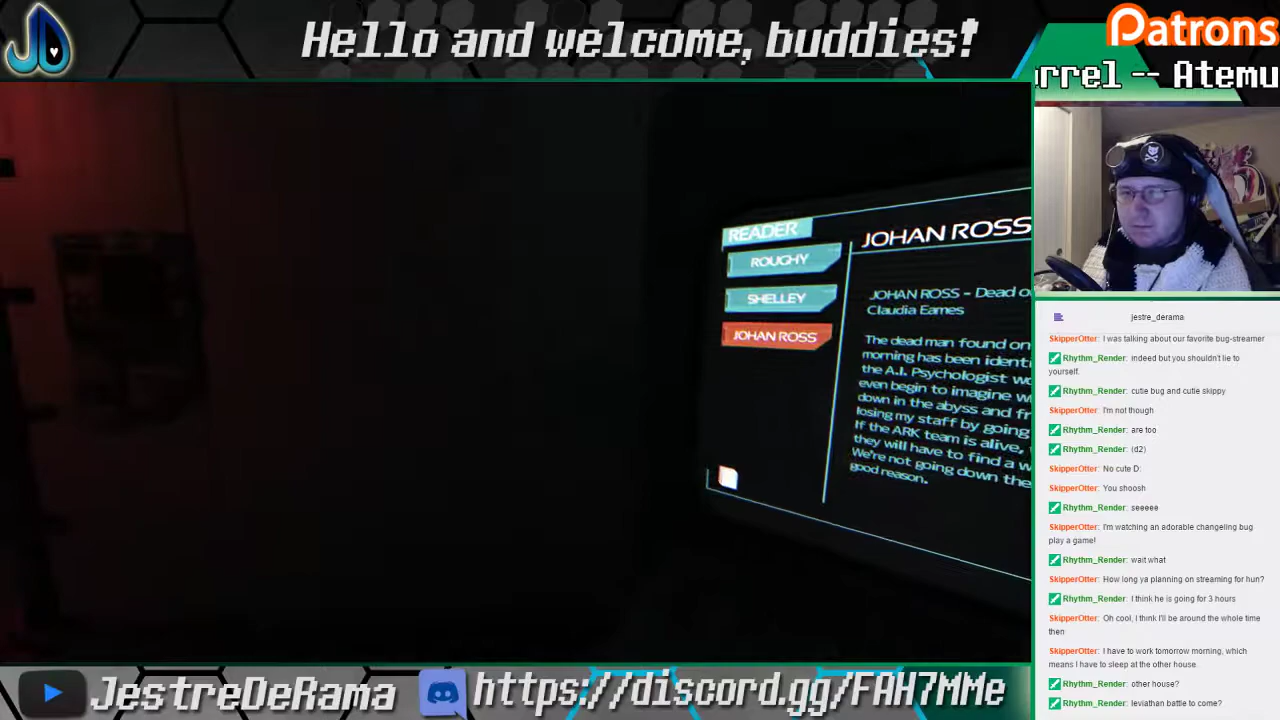 Hello and welcome, buddies!
Patrons
rrel -- Atemu
READER
ROUGHY
SHELLEY
JOHAN ROSS
JOHAN ROSS
JOHAN ROSS - Dead o
Claudia Eames
The dead man found on
morning has been identi
the A.I. Psychologist wo
even begin to imagine w
down in the abyss and fr
losing my staff by going
If the ARK team is alive,
they will have to find a w
We're not going down the
good reason.
jestre_derama
SkipperOtter: I was talking about our favorite bug-streamer
Rhythm_Render: indeed but you shouldn't lie to
yourself.
Rhythm_Render: cutie bug and cutie skippy
SkipperOtter: I'm not though
Rhythm_Render: are too
Rhythm_Render: (d2)
SkipperOtter: No cute D:
SkipperOtter: You shoosh
Rhythm_Render: seeeee
SkipperOtter: I'm watching an adorable changeling bug
play a game!
Rhythm_Render: wait what
SkipperOtter: How long ya planning on streaming for hun?
Rhythm_Render: I think he is going for 3 hours
SkipperOtter: Oh cool, I think I'll be around the whole time
then
SkipperOtter: I have to work tomorrow morning, which
means I have to sleep at the other house.
Rhythm_Render: other house?
Rhythm_Render: leviathan battle to come?
JestreDeRama
https://discord.gg/FAH7MMe